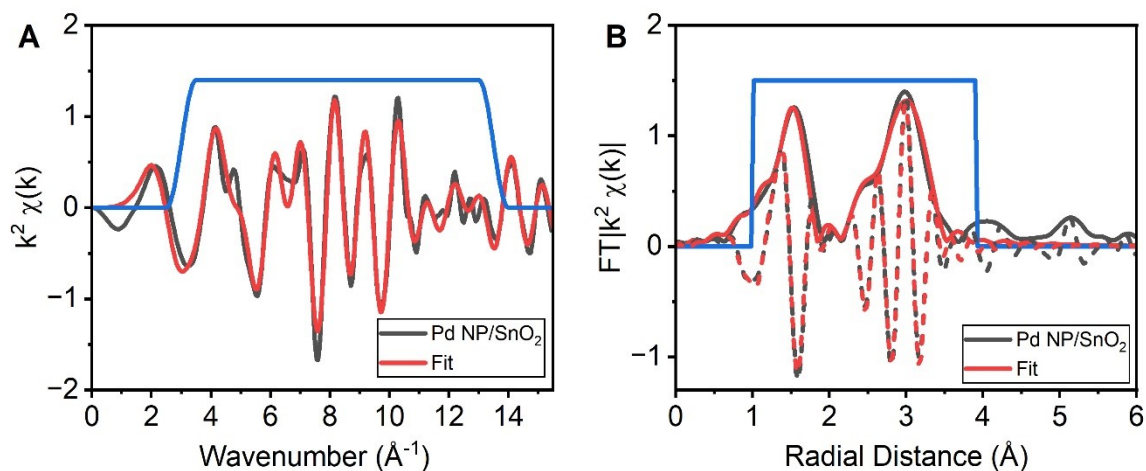 A
B
2
1
0
−1
−2
k² χ(k)
0 2 4 6 8 10 12 14
Wavenumber (Å⁻¹)
Pd NP/SnO₂
Fit
2
1
0
−1
FT|k² χ(k)|
0 1 2 3 4 5 6
Radial Distance (Å)
Pd NP/SnO₂
Fit